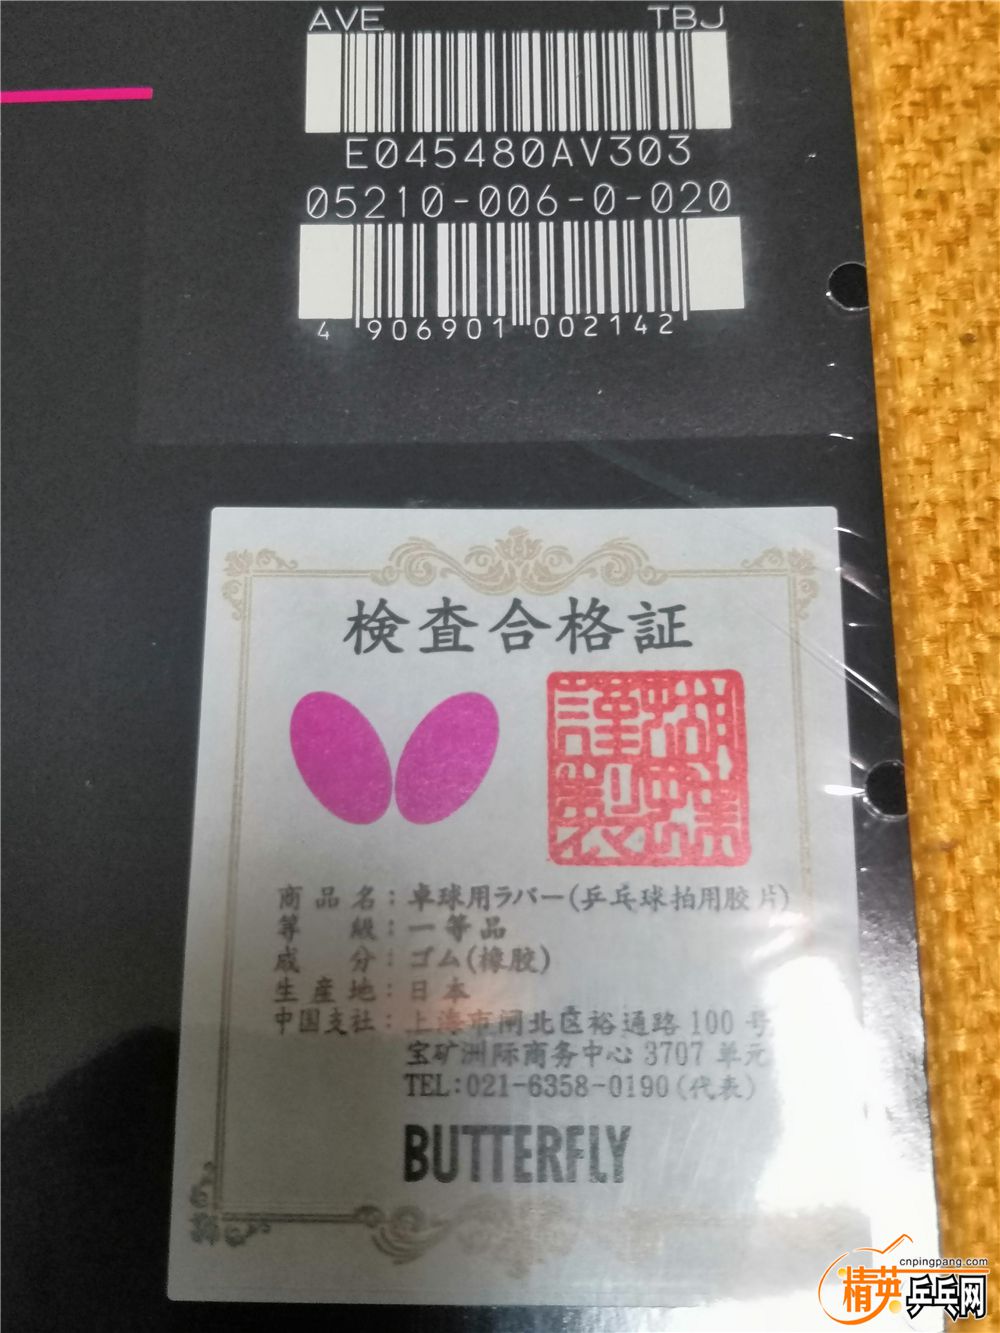 AVE TBJ
E045480AV303
05210-006-0-020
4 906901 002142
検査合格証
謹製 蝴蝶
商品名：卓球用ラバー(乒乓球拍用胶片)
等 級：一等品
成 分：ゴム(橡胶)
生産地：日本
中国支社：上海市闸北区裕通路100号
宝矿洲际商务中心3707单元
TEL:021-6358-0190(代表)
BUTTERFLY
cnpingpang.com
精英乒乓网